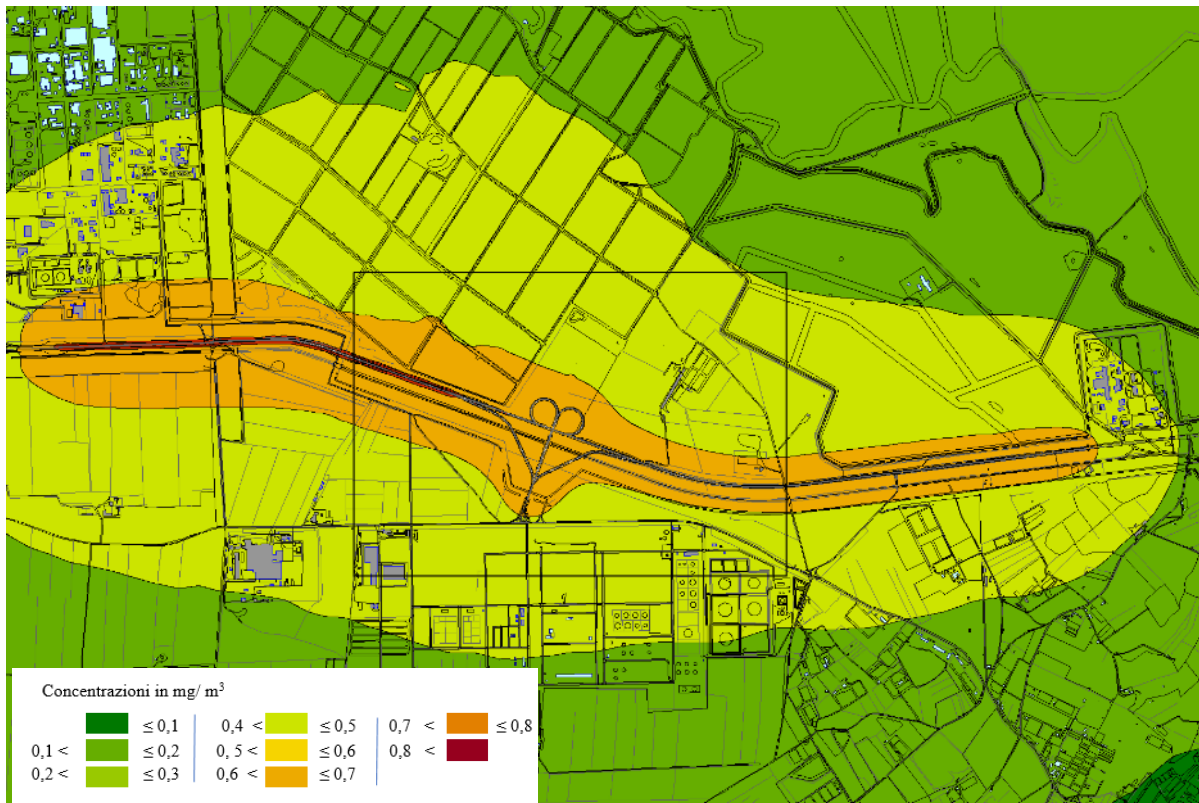 Concentrazioni in mg/ m³
≤ 0,1 0,4 < ≤ 0,5 0,7 < ≤ 0,8
0,1 < ≤ 0,2 0, 5 < ≤ 0,6 0,8 <
0,2 < ≤ 0,3 0,6 < ≤ 0,7